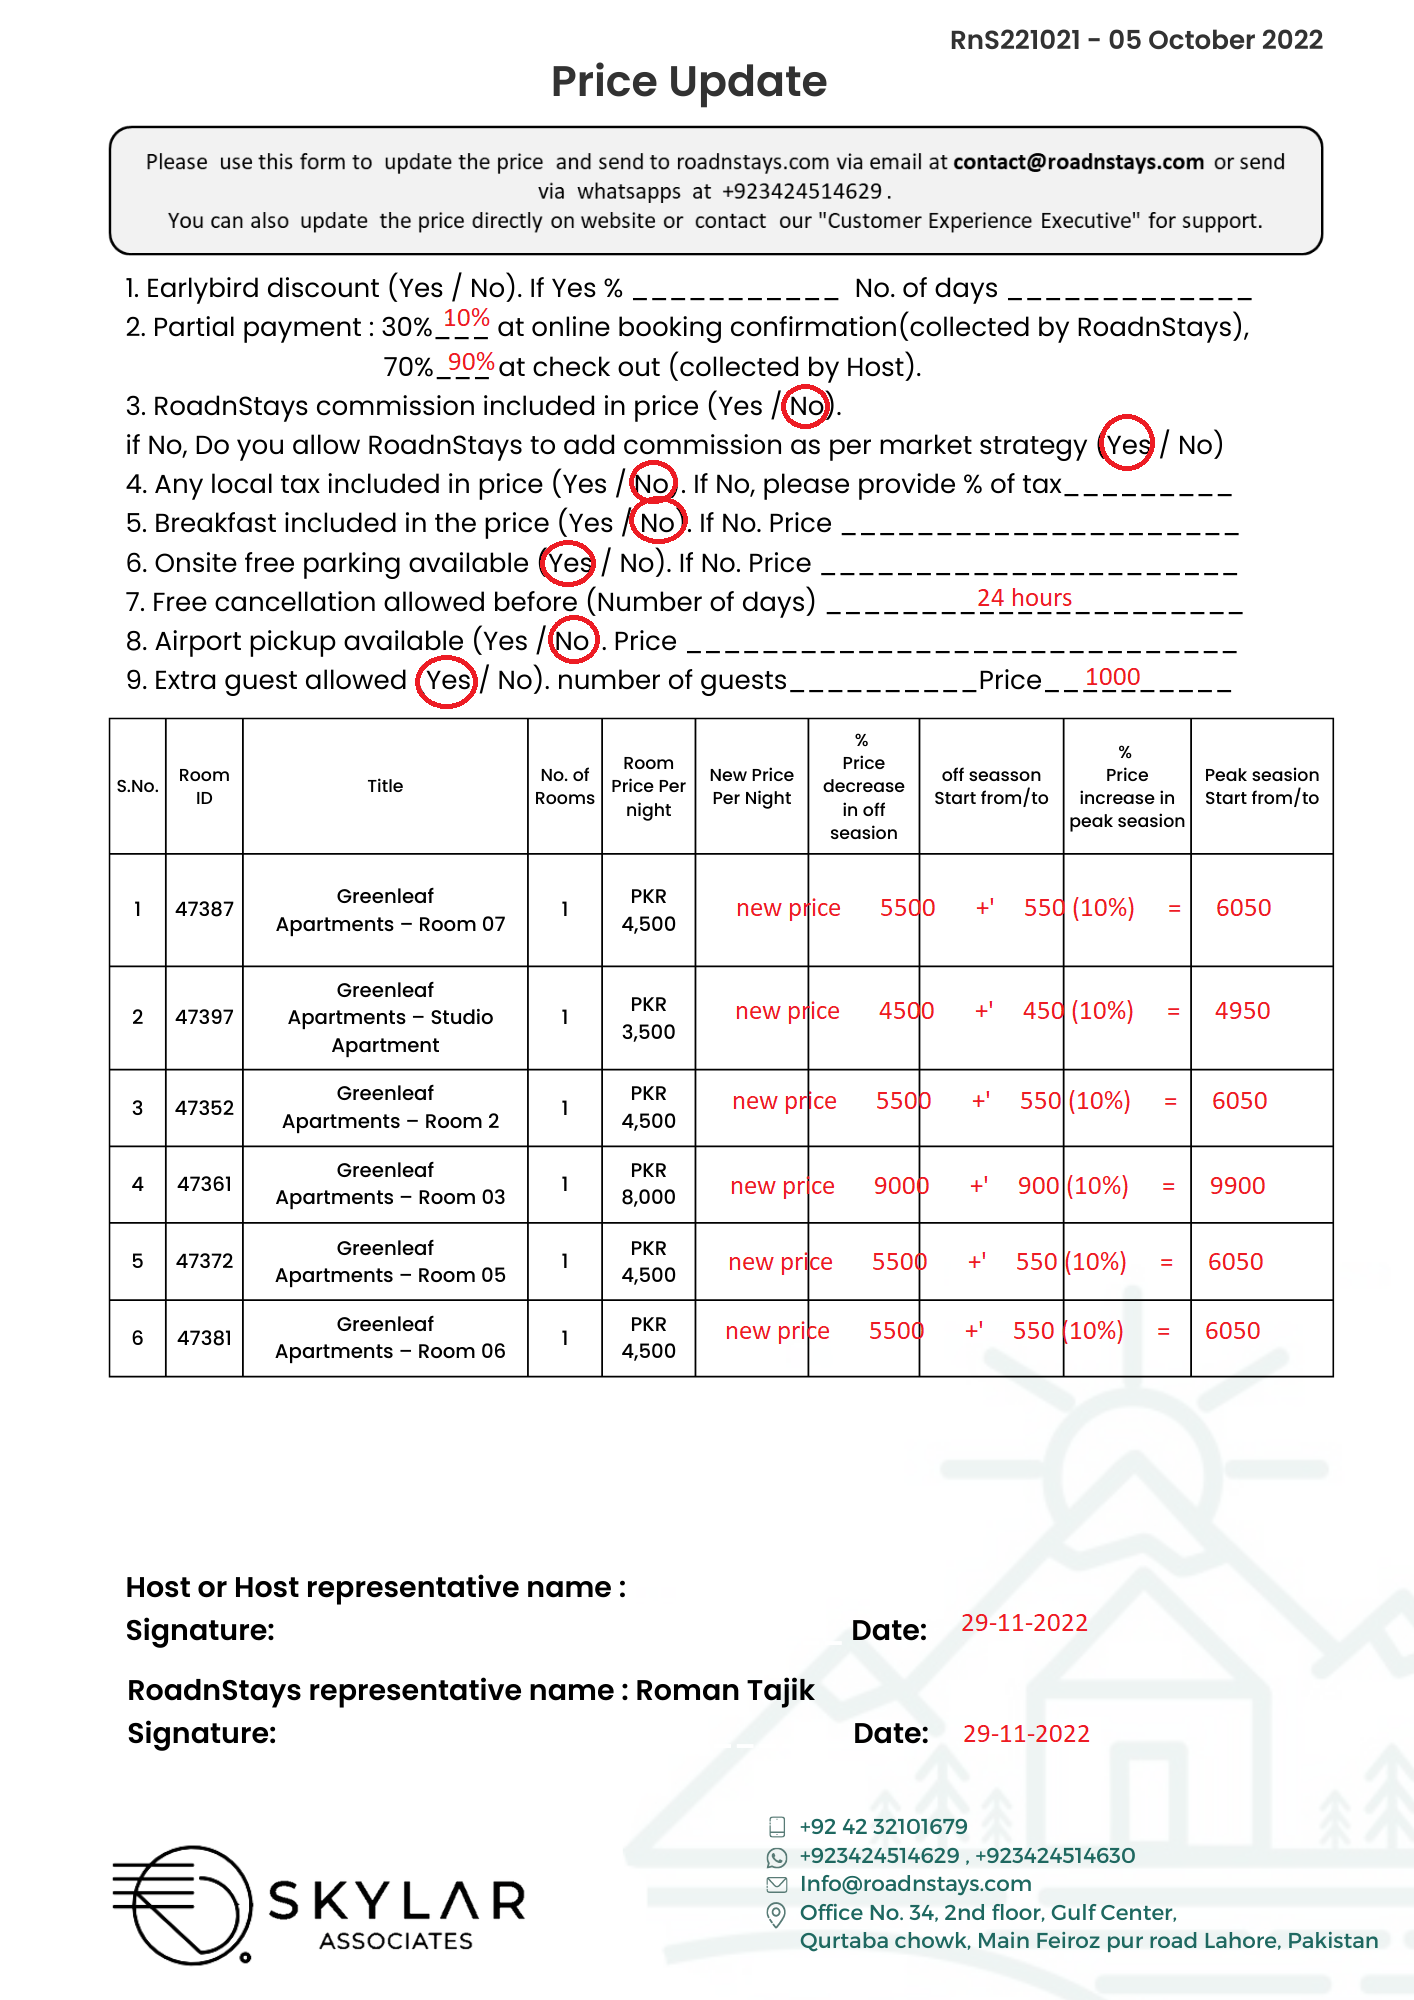 RnS221021 - 05 October 2022
Price Update
Please use this form to update the price and send to roadnstays.com via email at contact@roadnstays.com or send
via whatsapps at +923424514629 .
You can also update the price directly on website or contact our "Customer Experience Executive" for support.
1. Earlybird discount (Yes / No). If Yes % ___________ No. of days _____________
2. Partial payment : 30%___ 10% at online booking confirmation(collected by RoadnStays),
70%___ 90% at check out (collected by Host).
3. RoadnStays commission included in price (Yes / No).
if No, Do you allow RoadnStays to add commission as per market strategy (Yes / No)
4. Any local tax included in price (Yes / No). If No, please provide % of tax_________
5. Breakfast included in the price (Yes / No). If No. Price _____________________
6. Onsite free parking available (Yes / No). If No. Price ______________________
7. Free cancellation allowed before (Number of days) ______ 24 hours ______
8. Airport pickup available (Yes / No . Price _____________________________
9. Extra guest allowed Yes / No). number of guests__________Price__ 1000 _____
S.No. Room ID Title No. of Rooms Room Price Per night New Price Per Night % Price decrease in off seasion off seasson Start from/to % Price increase in peak seasion Peak seasion Start from/to
1 47387 Greenleaf Apartments – Room 07 1 PKR 4,500 new price 5500 +' 550 (10%) = 6050
2 47397 Greenleaf Apartments – Studio Apartment 1 PKR 3,500 new price 4500 +' 450 (10%) = 4950
3 47352 Greenleaf Apartments – Room 2 1 PKR 4,500 new price 5500 +' 550 (10%) = 6050
4 47361 Greenleaf Apartments – Room 03 1 PKR 8,000 new price 9000 +' 900 (10%) = 9900
5 47372 Greenleaf Apartments – Room 05 1 PKR 4,500 new price 5500 +' 550 (10%) = 6050
6 47381 Greenleaf Apartments – Room 06 1 PKR 4,500 new price 5500 +' 550 (10%) = 6050
Host or Host representative name :
Signature: Date: 29-11-2022
RoadnStays representative name : Roman Tajik
Signature: Date: 29-11-2022
SKYLAR
ASSOCIATES
+92 42 32101679
+923424514629 , +923424514630
Info@roadnstays.com
Office No. 34, 2nd floor, Gulf Center,
Qurtaba chowk, Main Feiroz pur road Lahore, Pakistan